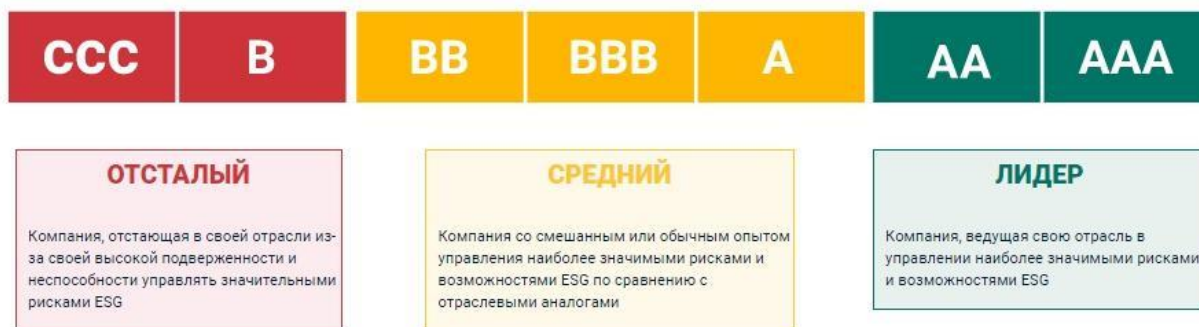 CCC B BB BBB A AA AAA
ОТСТАЛЫЙ
Компания, отстающая в своей отрасли из-
за своей высокой подверженности и
неспособности управлять значительными
рисками ESG
СРЕДНИЙ
Компания со смешанным или обычным опытом
управления наиболее значимыми рисками и
возможностями ESG по сравнению с
отраслевыми аналогами
ЛИДЕР
Компания, ведущая свою отрасль в
управлении наиболее значимыми рисками
и возможностями ESG